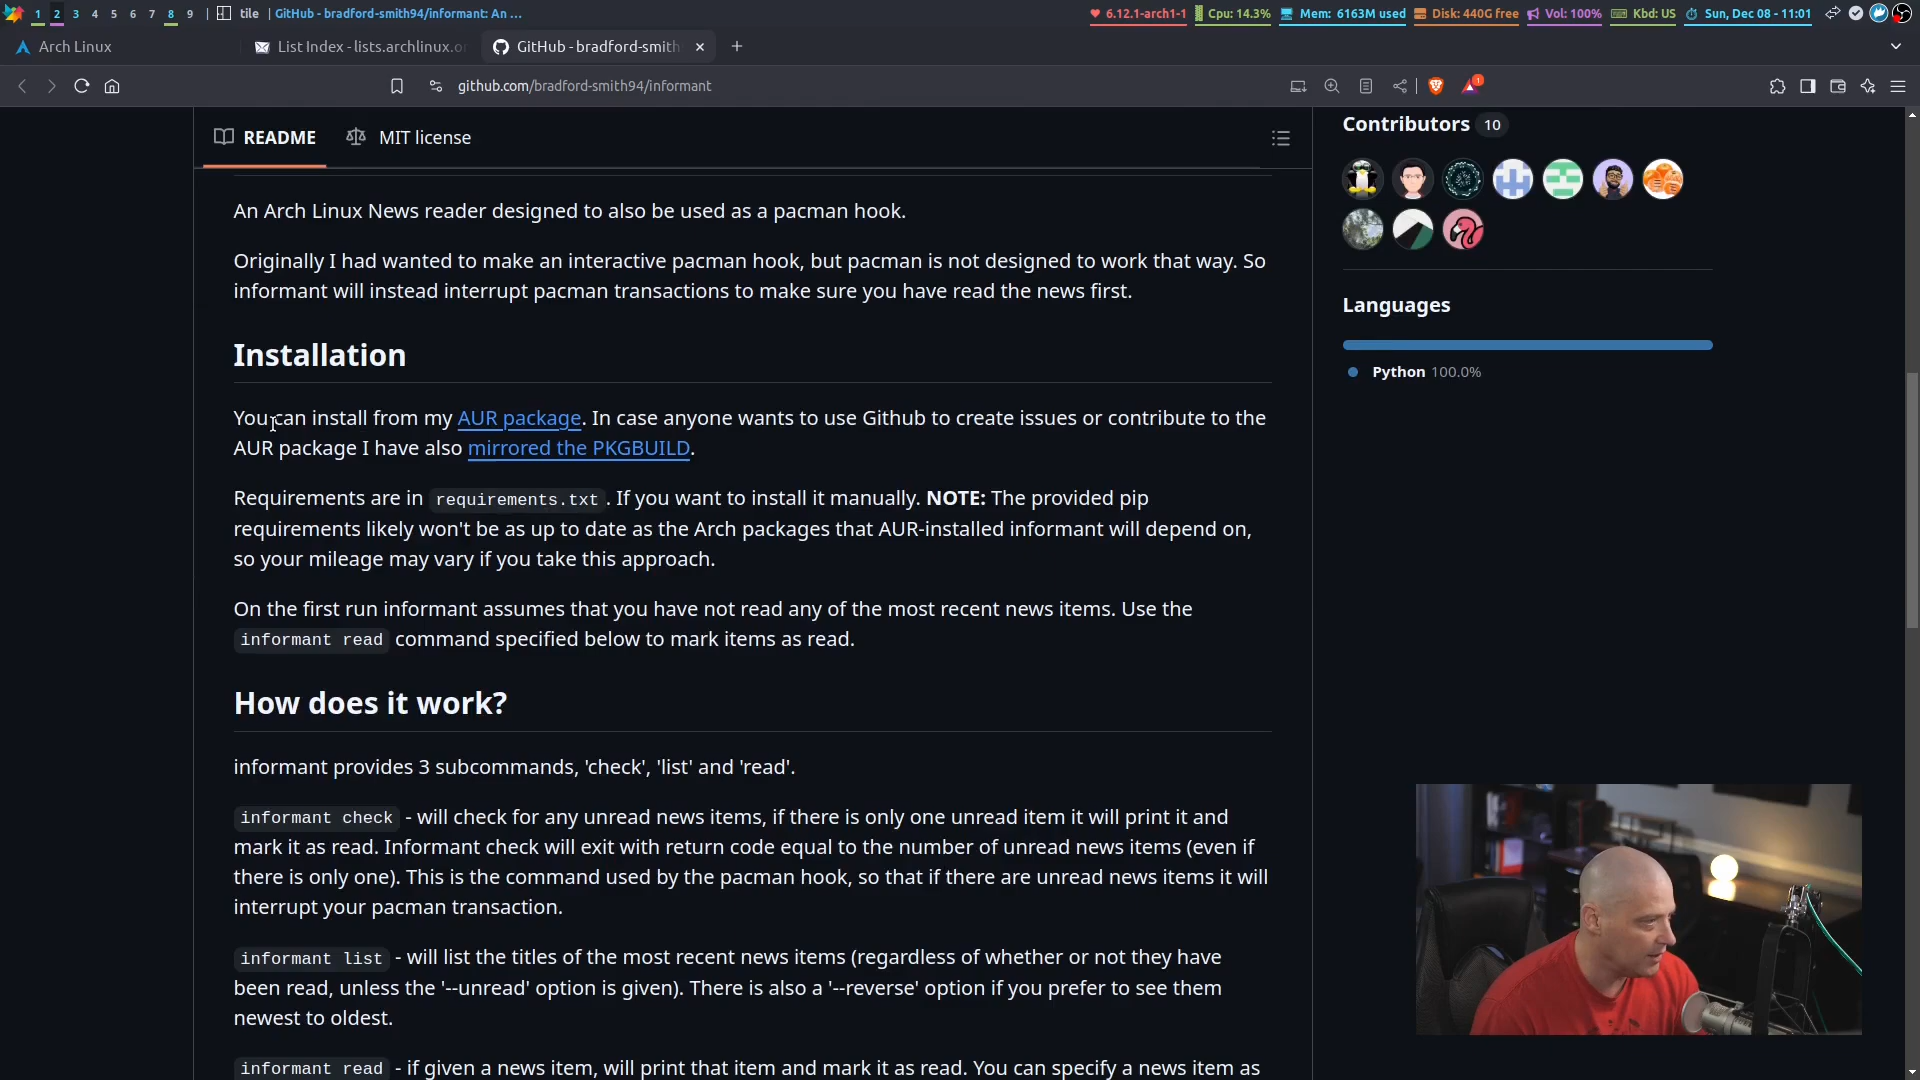 1 2 3 4 5 6 7 8 9 | tile | GitHub - bradford-smith94/informant: An ...
6.12.1-arch1-1 Cpu: 14.3% Mem: 6163M used Disk: 440G free Vol: 100% Kbd: US Sun, Dec 08 - 11:01
Arch Linux
List Index - lists.archlinux.or
GitHub - bradford-smith
github.com/bradford-smith94/informant
1
README
MIT license
An Arch Linux News reader designed to also be used as a pacman hook.
Originally I had wanted to make an interactive pacman hook, but pacman is not designed to work that way. So
informant will instead interrupt pacman transactions to make sure you have read the news first.
Installation
You can install from my AUR package. In case anyone wants to use Github to create issues or contribute to the
AUR package I have also mirrored the PKGBUILD.
Requirements are in requirements.txt. If you want to install it manually. NOTE: The provided pip
requirements likely won't be as up to date as the Arch packages that AUR-installed informant will depend on,
so your mileage may vary if you take this approach.
On the first run informant assumes that you have not read any of the most recent news items. Use the
informant read command specified below to mark items as read.
How does it work?
informant provides 3 subcommands, 'check', 'list' and 'read'.
informant check - will check for any unread news items, if there is only one unread item it will print it and
mark it as read. Informant check will exit with return code equal to the number of unread news items (even if
there is only one). This is the command used by the pacman hook, so that if there are unread news items it will
interrupt your pacman transaction.
informant list - will list the titles of the most recent news items (regardless of whether or not they have
been read, unless the '--unread' option is given). There is also a '--reverse' option if you prefer to see them
newest to oldest.
informant read - if given a news item, will print that item and mark it as read. You can specify a news item as
Contributors 10
Languages
Python 100.0%